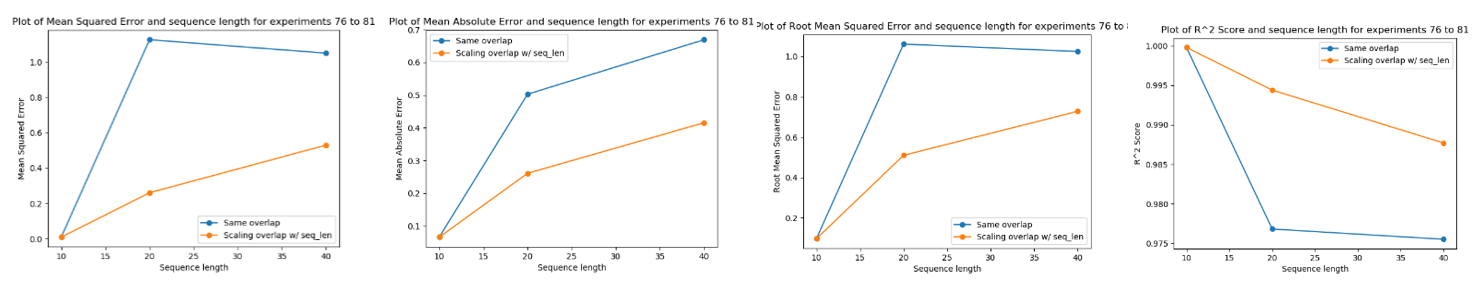 Plot of Mean Squared Error and sequence length for experiments 76 to 81
1.0
0.8
0.6
0.4
0.2
0.0
Mean Squared Error
Same overlap
Scaling overlap w/ seq_len
10 15 20 25 30 35 40
Sequence length
Plot of Mean Absolute Error and sequence length for experiments 76 to 81
0.7
0.6
0.5
0.4
0.3
0.2
0.1
Mean Absolute Error
Same overlap
Scaling overlap w/ seq_len
10 15 20 25 30 35 40
Sequence length
Plot of Root Mean Squared Error and sequence length for experiments 76 to
1.0
0.8
0.6
0.4
0.2
Root Mean Squared Error
Same overlap
Scaling overlap w/ seq_len
10 15 20 25 30 35 40
Sequence length
Plot of R^2 Score and sequence length for experiments 76 to 81
1.000
0.995
0.990
0.985
0.980
0.975
R^2 Score
Same overlap
Scaling overlap w/ seq_len
10 15 20 25 30 35 40
Sequence length